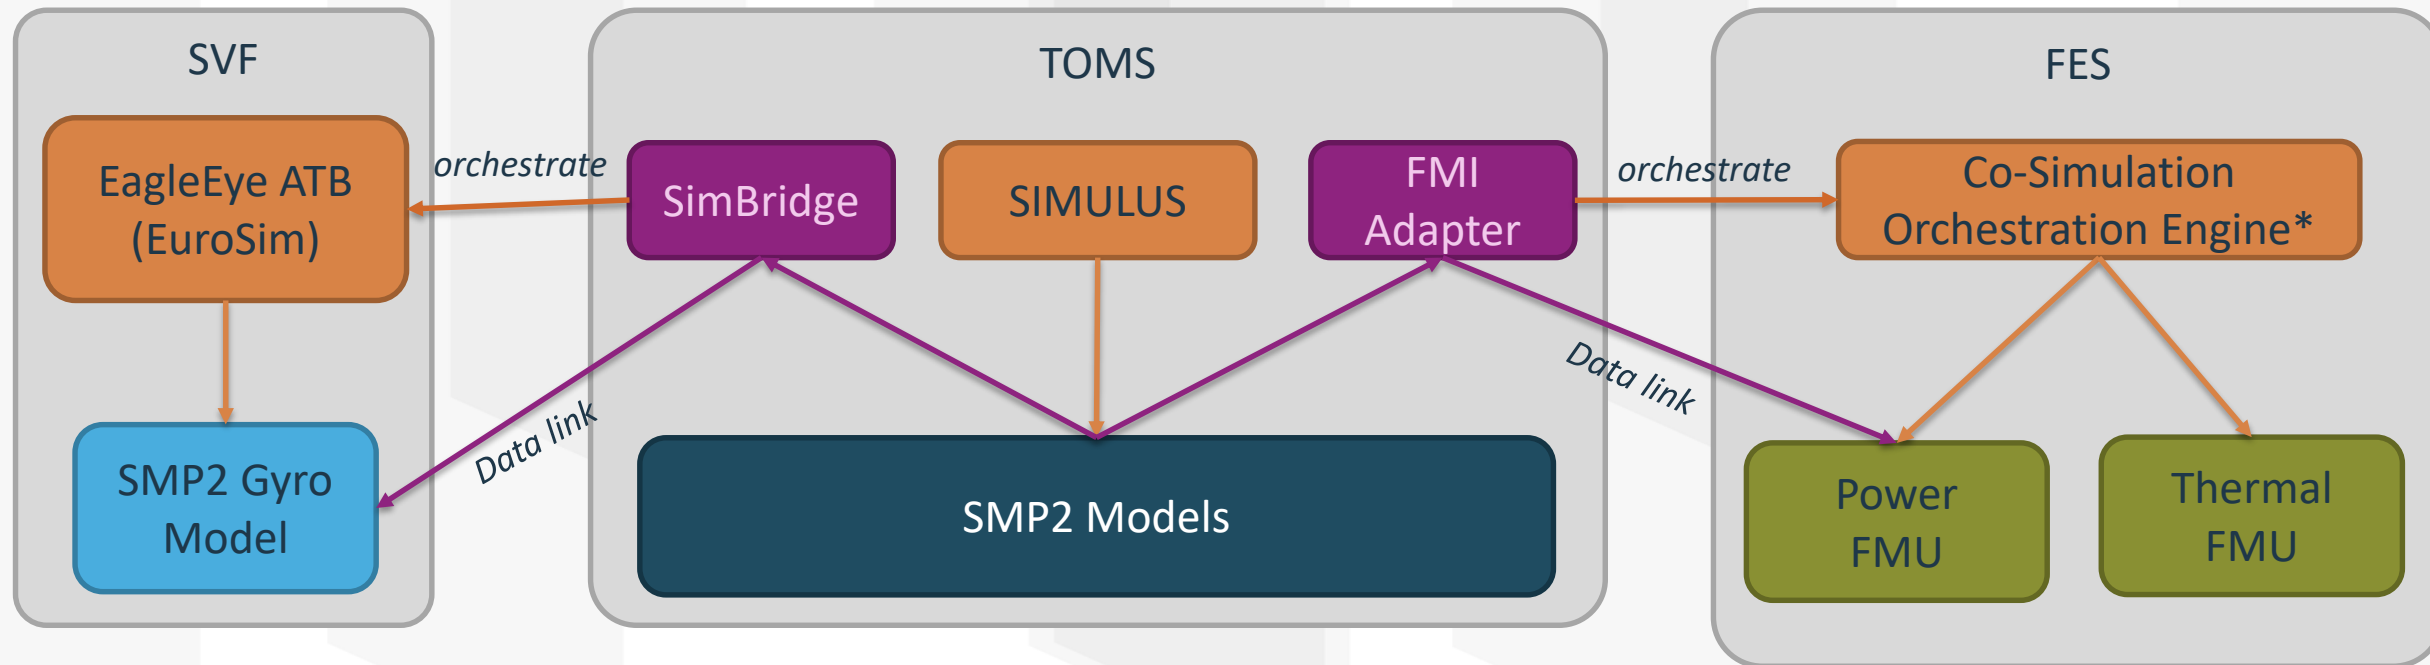 SVF
EagleEye ATB
(EuroSim)
SMP2 Gyro
Model
orchestrate
Data link
TOMS
SimBridge
SIMULUS
FMI
Adapter
SMP2 Models
orchestrate
Data link
FES
Co-Simulation
Orchestration Engine*
Power
FMU
Thermal
FMU